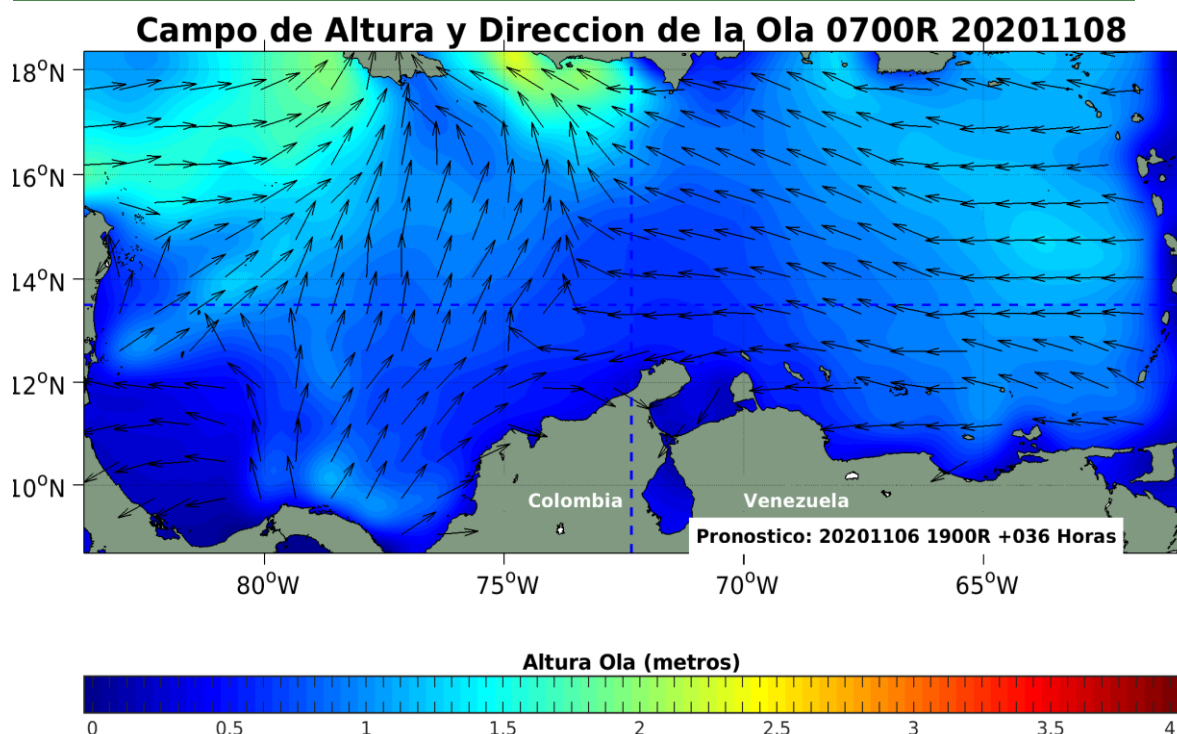 Campo de Altura y Direccion de la Ola 0700R 20201108
18°N
16°N
14°N
12°N
10°N
Colombia
Venezuela
Pronostico: 20201106 1900R +036 Horas
80°W
75°W
70°W
65°W
Altura Ola (metros)
0 0.5 1 1.5 2 2.5 3 3.5 4